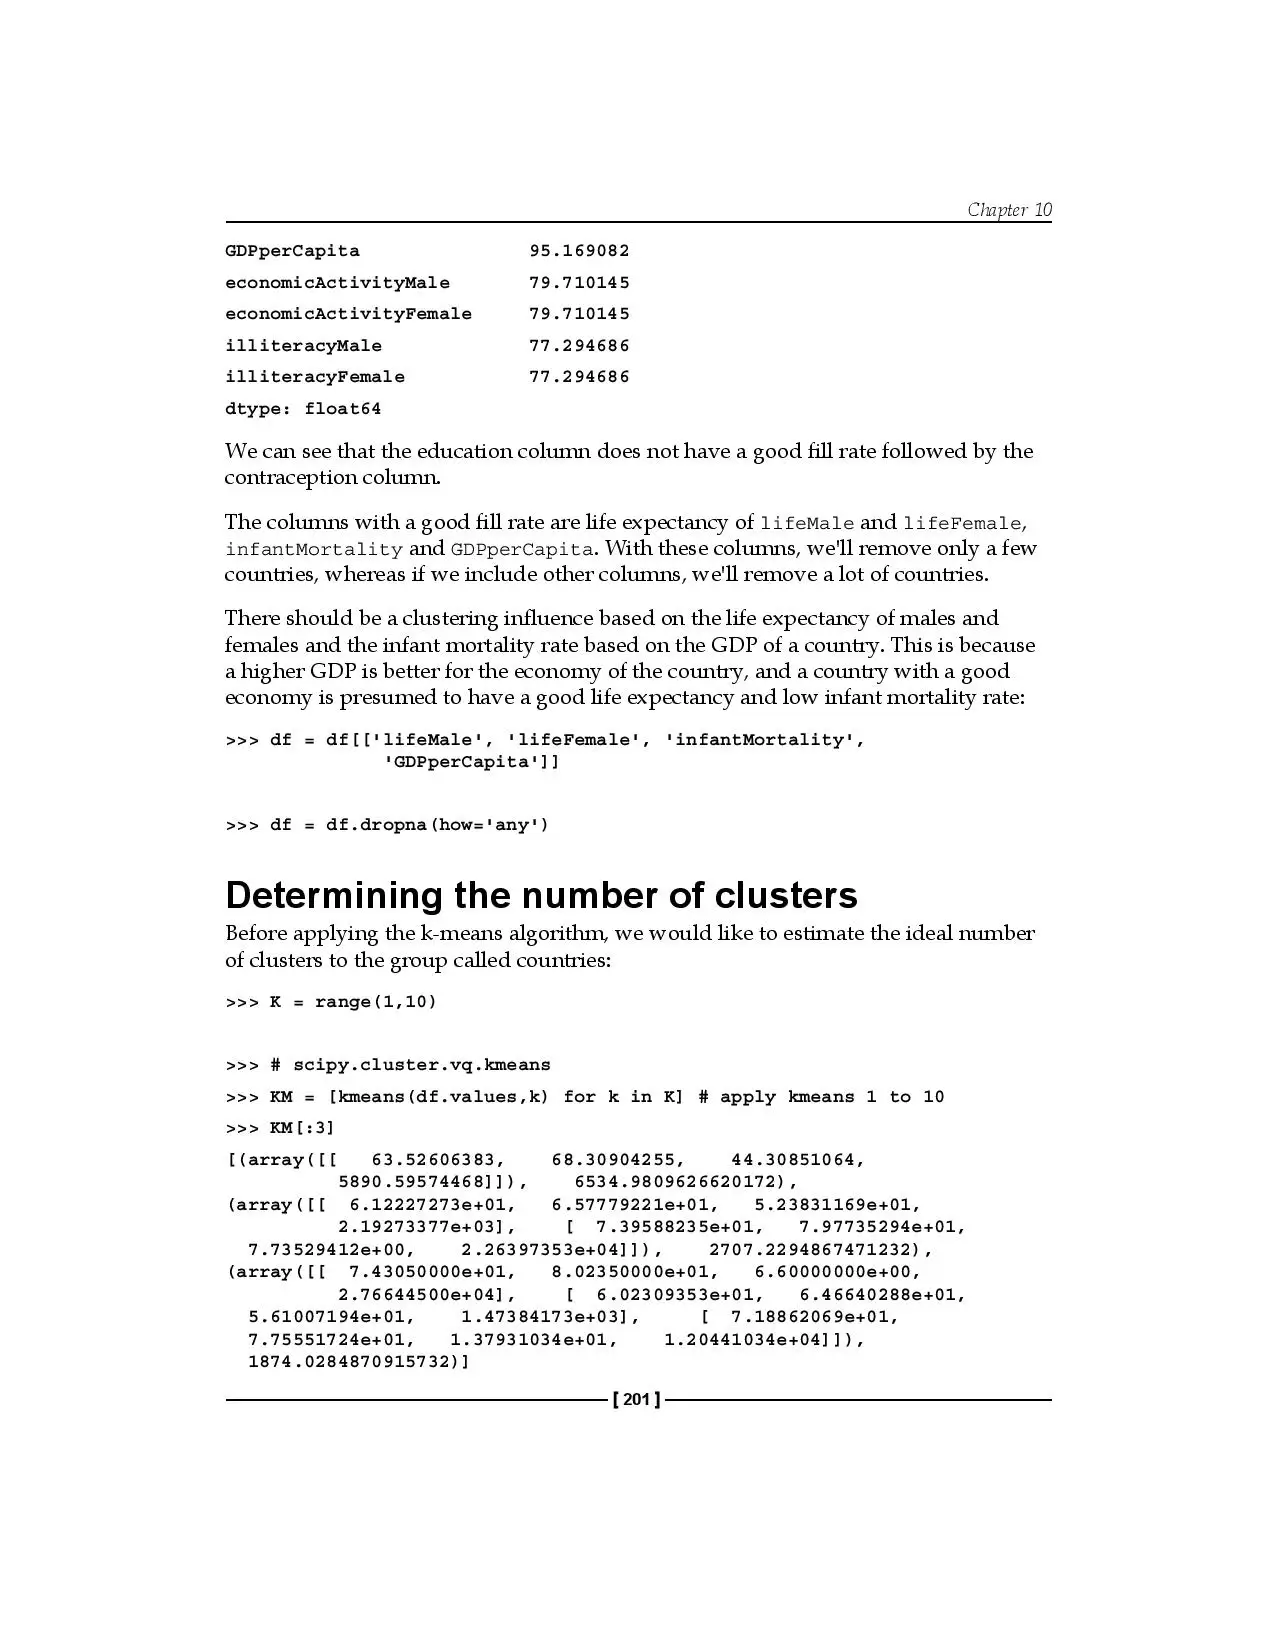 Chapter 10
GDPperCapita 95.169082
economicActivityMale 79.710145
economicActivityFemale 79.710145
illiteracyMale 77.294686
illiteracyFemale 77.294686
dtype: float64
We can see that the education column does not have a good fill rate followed by the
contraception column.
The columns with a good fill rate are life expectancy of lifeMale and lifeFemale,
infantMortality and GDPperCapita. With these columns, we'll remove only a few
countries, whereas if we include other columns, we'll remove a lot of countries.
There should be a clustering influence based on the life expectancy of males and
females and the infant mortality rate based on the GDP of a country. This is because
a higher GDP is better for the economy of the country, and a country with a good
economy is presumed to have a good life expectancy and low infant mortality rate:
>>> df = df[['lifeMale', 'lifeFemale', 'infantMortality',
'GDPperCapita']]
>>> df = df.dropna(how='any')
Determining the number of clusters
Before applying the k-means algorithm, we would like to estimate the ideal number
of clusters to the group called countries:
>>> K = range(1,10)
>>> # scipy.cluster.vq.kmeans
>>> KM = [kmeans(df.values,k) for k in K] # apply kmeans 1 to 10
>>> KM[:3]
[(array([[ 63.52606383, 68.30904255, 44.30851064,
5890.59574468]]), 6534.9809626620172),
(array([[ 6.12227273e+01, 6.57779221e+01, 5.23831169e+01,
2.19273377e+03], [ 7.39588235e+01, 7.97735294e+01,
7.73529412e+00, 2.26397353e+04]]), 2707.2294867471232),
(array([[ 7.43050000e+01, 8.02350000e+01, 6.60000000e+00,
2.76644500e+04], [ 6.02309353e+01, 6.46640288e+01,
5.61007194e+01, 1.47384173e+03], [ 7.18862069e+01,
7.75551724e+01, 1.37931034e+01, 1.20441034e+04]]),
1874.0284870915732)]
[ 201 ]